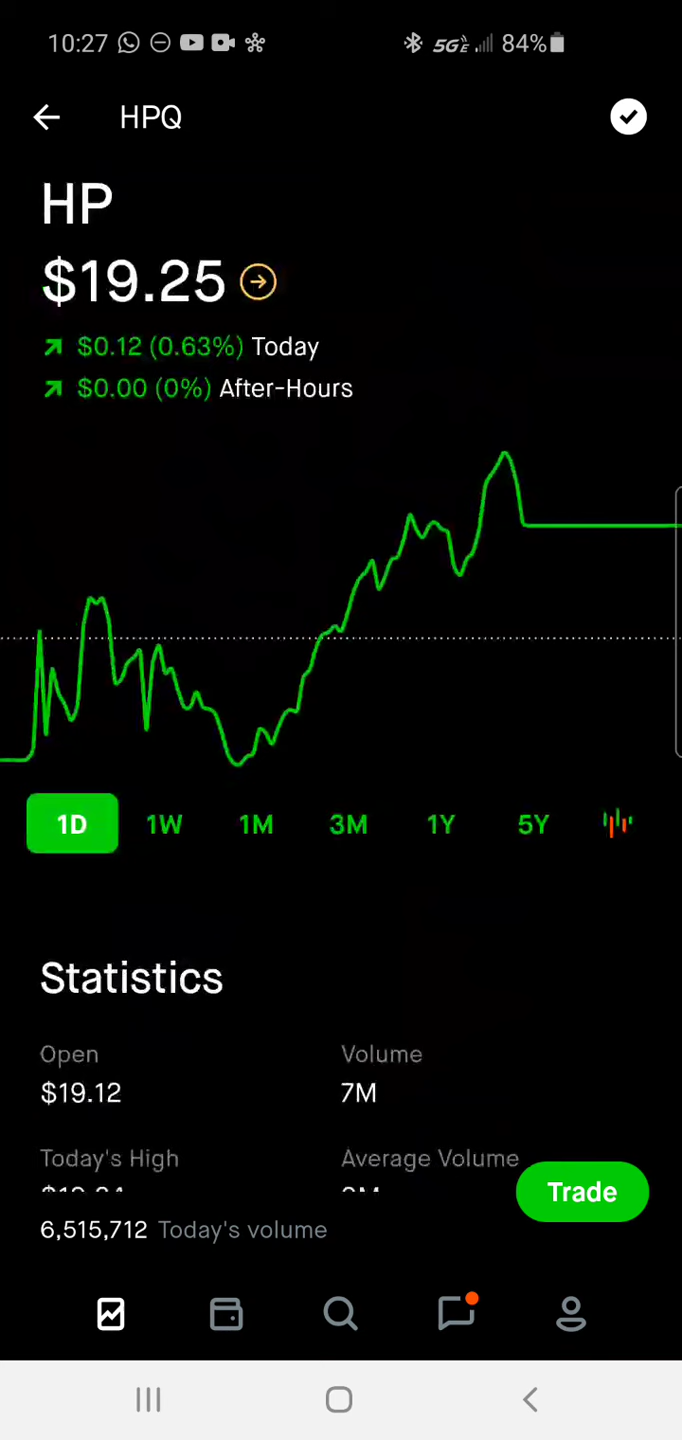 10:27 5GE 84%
HPQ
HP
$19.25
$0.12 (0.63%) Today
$0.00 (0%) After-Hours
1D 1W 1M 3M 1Y 5Y
Statistics
Open Volume
$19.12 7M
Today's High Average Volume
Trade
6,515,712 Today's volume